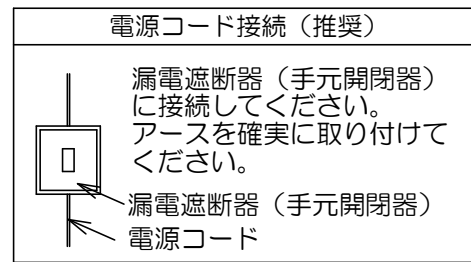 電源コード接続（推奨）
漏電遮断器（手元開閉器）
に接続してください。
アースを確実に取り付けて
ください。
漏電遮断器（手元開閉器）
電源コード